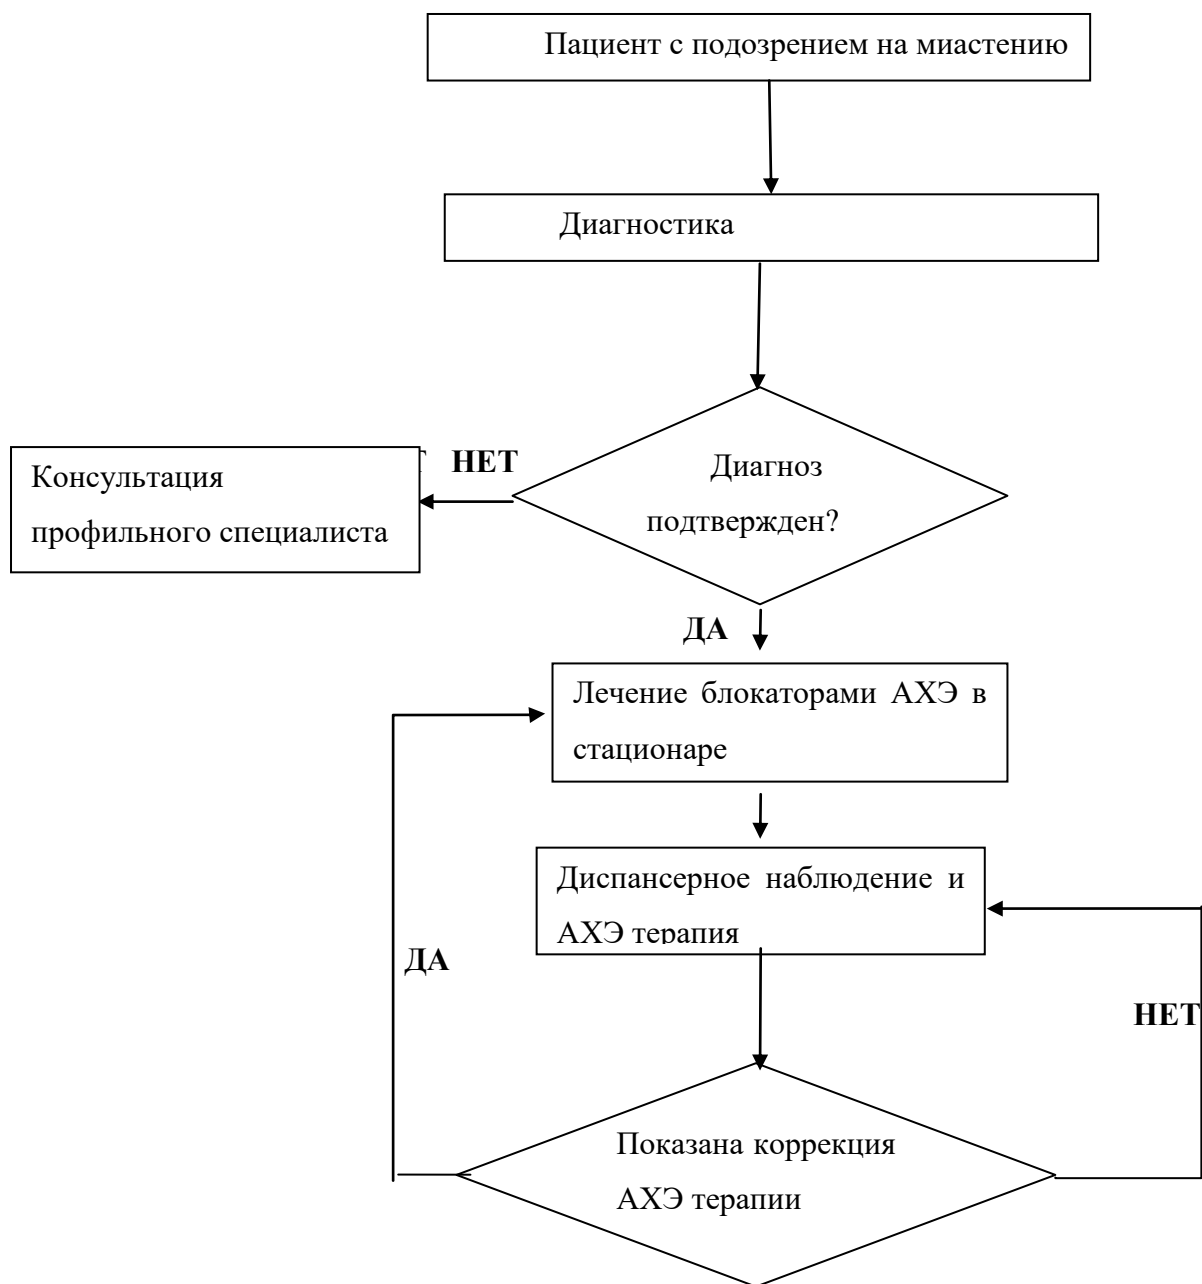 Пациент с подозрением на миастению
Диагностика
Диагноз
подтвержден?
НЕТ
Консультация
профильного специалиста
ДА
Лечение блокаторами АХЭ в
стационаре
Диспансерное наблюдение и
АХЭ терапия
ДА
НЕТ
Показана коррекция
АХЭ терапии